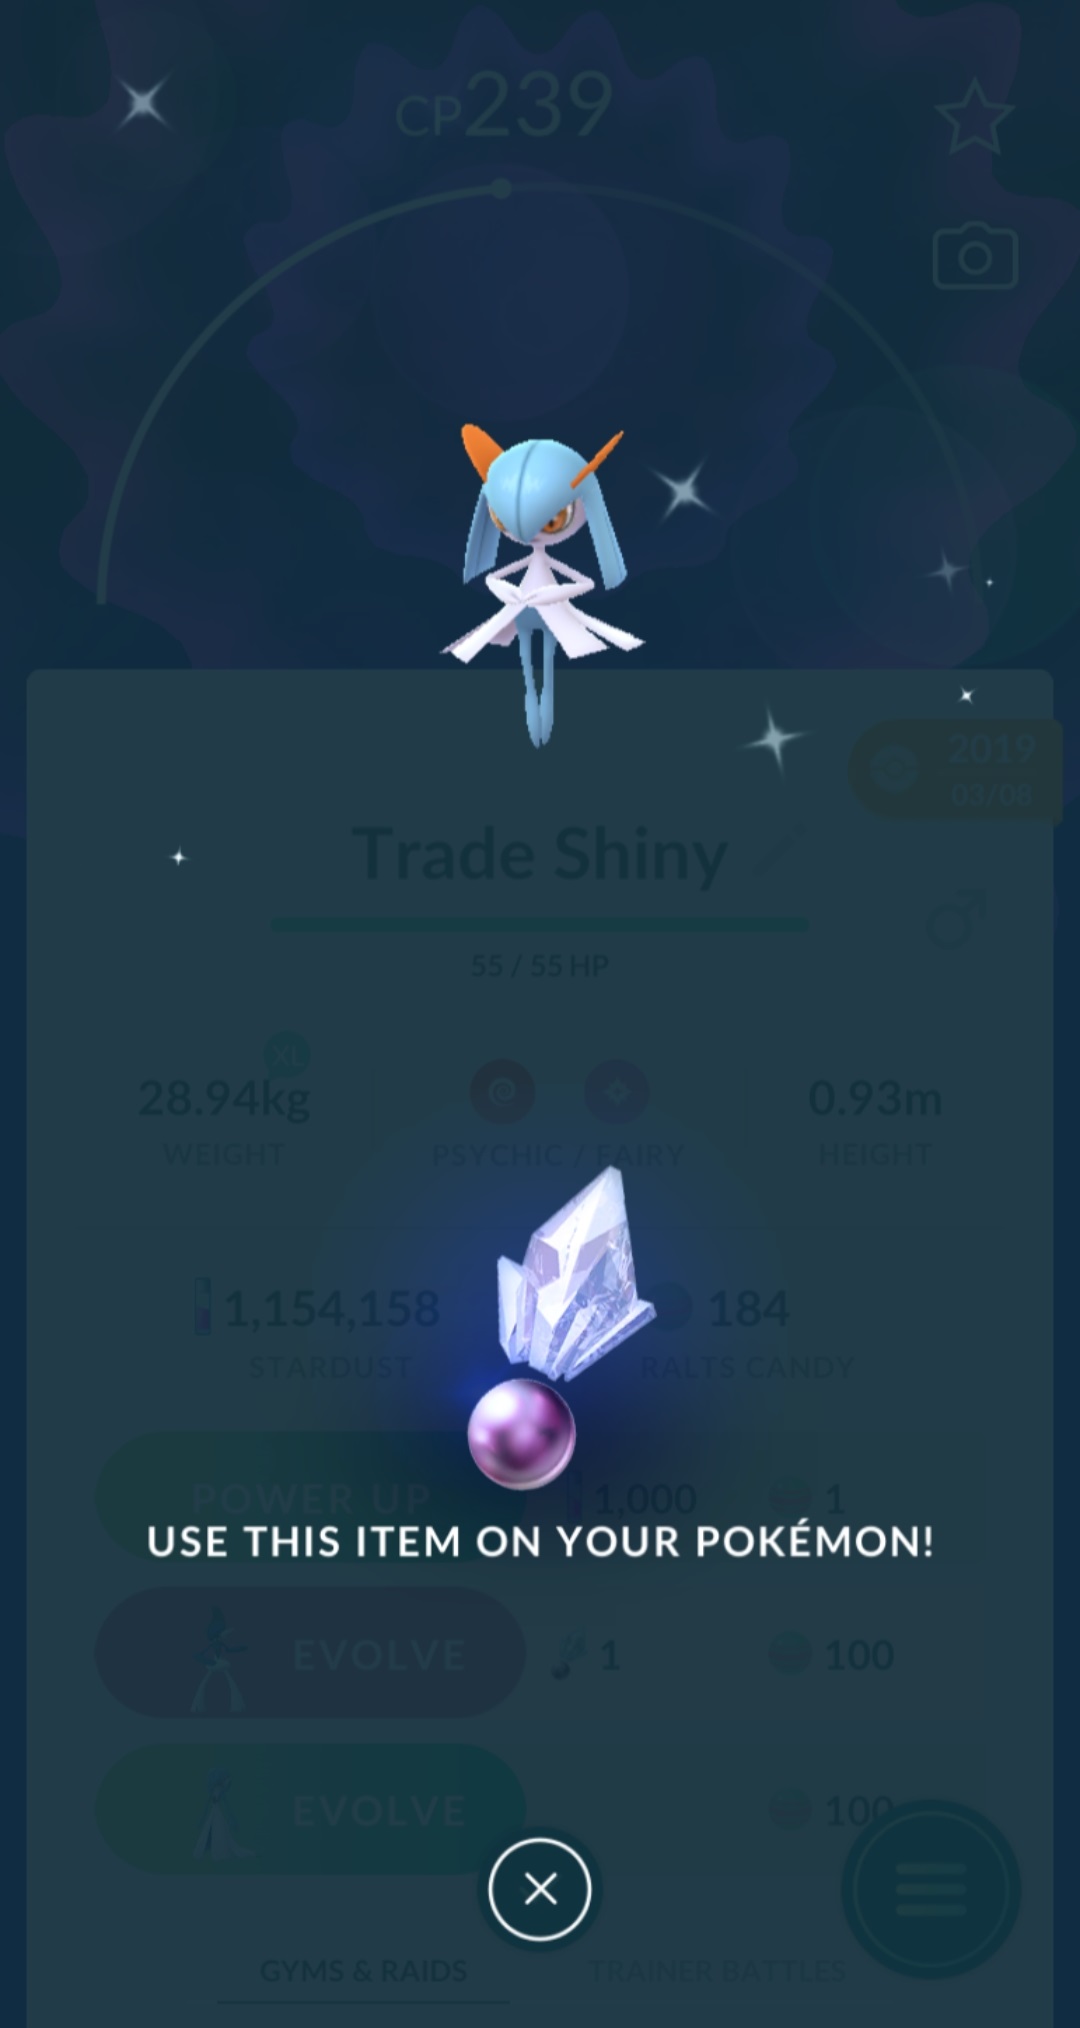 CP239
2019
03/08
Trade Shiny
55 / 55 HP
XL
28.94kg
WEIGHT
PSYCHIC / FAIRY
0.93m
HEIGHT
1,154,158
STARDUST
184
RALTS CANDY
POWER UP
1,000
1
USE THIS ITEM ON YOUR POKÉMON!
EVOLVE
1
100
EVOLVE
100
GYMS & RAIDS
TRAINER BATTLES